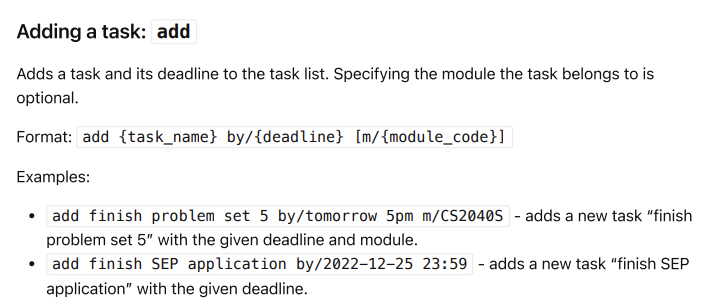 Adding a task: add
Adds a task and its deadline to the task list. Specifying the module the task belongs to is
optional.
Format: add {task_name} by/{deadline} [m/{module_code}]
Examples:
• add finish problem set 5 by/tomorrow 5pm m/CS2040S - adds a new task “finish
problem set 5” with the given deadline and module.
• add finish SEP application by/2022-12-25 23:59 - adds a new task “finish SEP
application” with the given deadline.